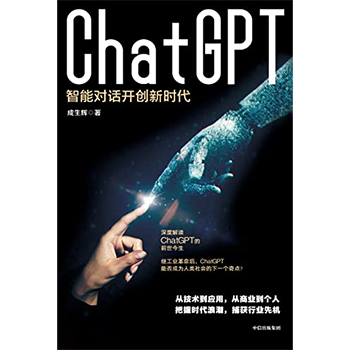 ChatGPT
智能对话开创新时代
成生辉 著
深度解读
ChatGPT的
前世今生
继工业革命后，ChatGPT
能否成为人类社会的下一个奇点？
从技术到应用，从商业到个人
把握时代浪潮，捕获行业先机
中信出版集团